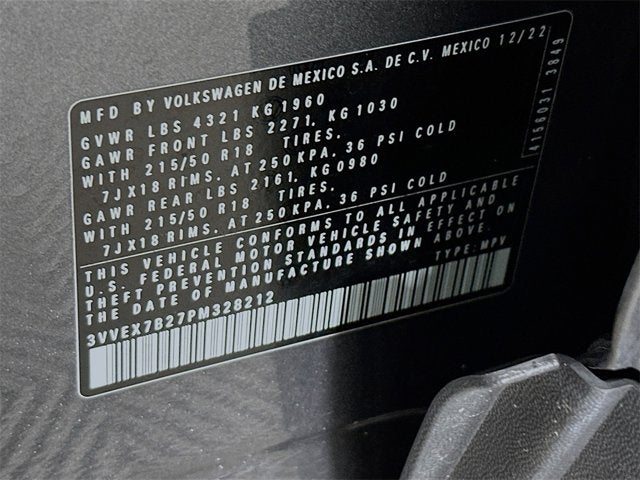 MFD BY VOLKSWAGEN DE MEXICO S.A. DE C.V. MEXICO 12/22
GVWR LBS 4321 KG 1960
GAWR FRONT LBS 2271, KG 1030
WITH 215/50 R18 TIRES,
7JX18 RIMS, AT 250 KPA, 36 PSI COLD
GAWR REAR LBS 2161, KG 0980
WITH 215/50 R18 TIRES,
7JX18 RIMS, AT 250 KPA, 36 PSI COLD
THIS VEHICLE CONFORMS TO ALL APPLICABLE
U.S. FEDERAL MOTOR VEHICLE SAFETY AND
THEFT PREVENTION STANDARDS IN EFFECT ON
THE DATE OF MANUFACTURE SHOWN ABOVE.
3VVEX7B27PM328212 TYPE: MPV
4156031 3849